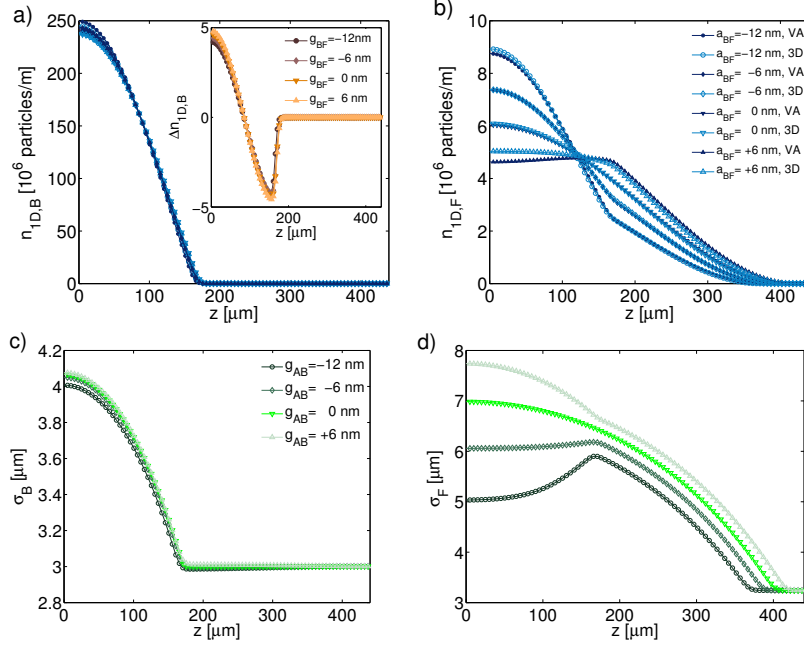 a)
n1D,B [10^6 particles/m]
250
200
150
100
50
0
0 100 200 300 400
z [μm]
Δn1D,B
5
0
−5
0 200 400
z [μm]
gBF=−12nm
gBF= −6 nm
gBF= 0 nm
gBF= 6 nm
b)
n1D,F [10^6 particles/m]
10
8
6
4
2
0
0 100 200 300 400
z [μm]
aBF=−12 nm, VA
aBF=−12 nm, 3D
aBF= −6 nm, VA
aBF= −6 nm, 3D
aBF= 0 nm, VA
aBF= 0 nm, 3D
aBF= +6 nm, VA
aBF= +6 nm, 3D
c)
σB [μm]
4.2
4
3.8
3.6
3.4
3.2
3
2.8
0 100 200 300 400
z [μm]
gAB=−12 nm
gAB= −6 nm
gAB= 0 nm
gAB= +6 nm
d)
σF [μm]
8
7
6
5
4
3
0 100 200 300 400
z [μm]